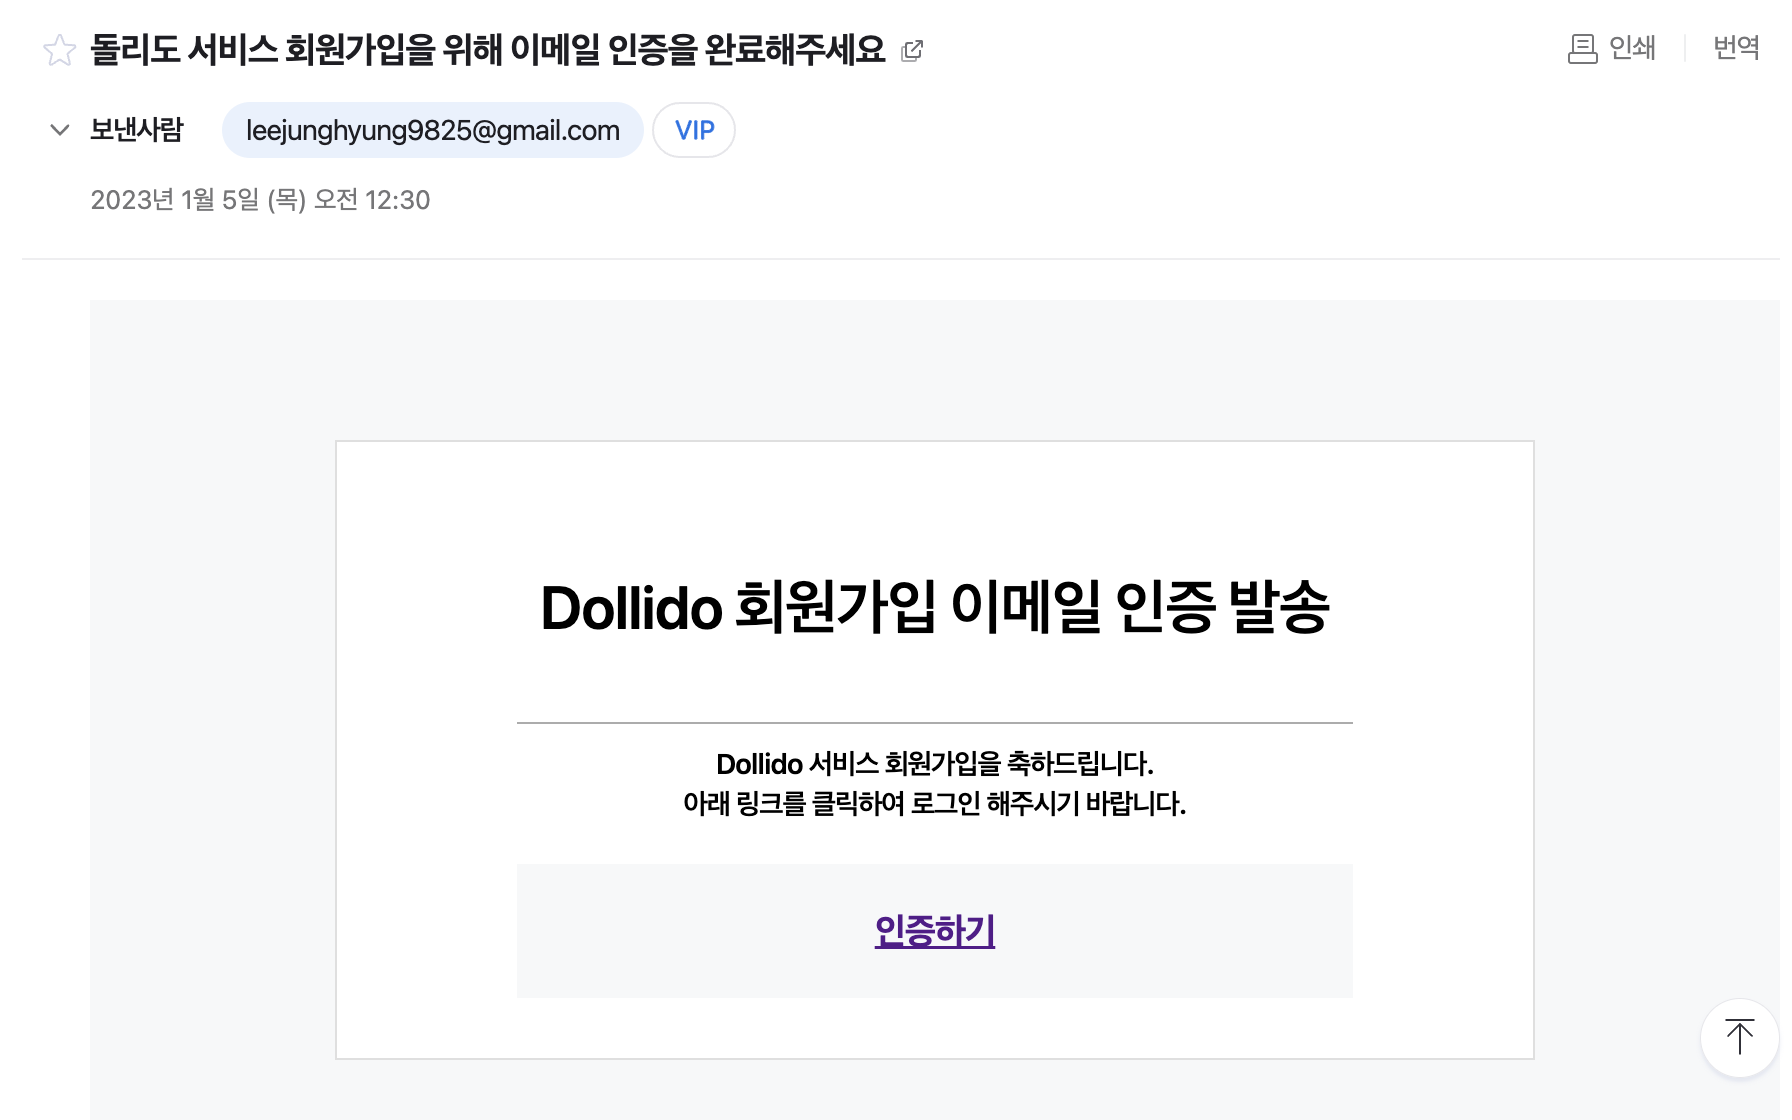 돌리도 서비스 회원가입을 위해 이메일 인증을 완료해주세요
인쇄
번역
보낸사람 leejunghyung9825@gmail.com VIP
2023년 1월 5일 (목) 오전 12:30
Dollido 회원가입 이메일 인증 발송
Dollido 서비스 회원가입을 축하드립니다.
아래 링크를 클릭하여 로그인 해주시기 바랍니다.
인증하기